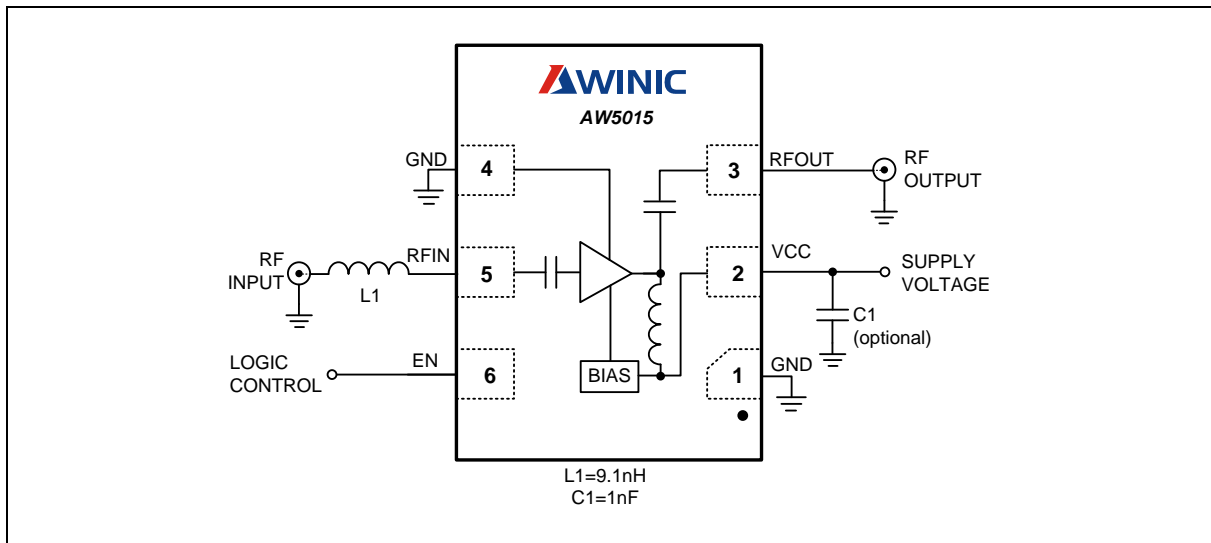 AWINIC
AW5015
GND
4
3
RFOUT
RF
OUTPUT
RF
INPUT
L1
RFIN
5
2
VCC
SUPPLY
VOLTAGE
C1
(optional)
LOGIC
CONTROL
EN
6
BIAS
1
GND
L1=9.1nH
C1=1nF